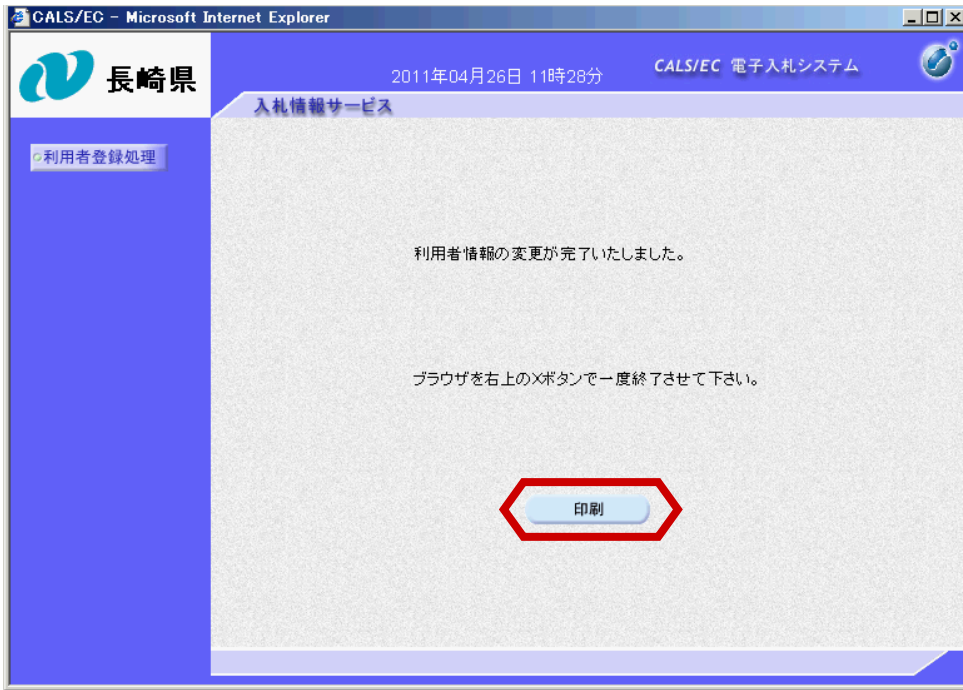 CALS/EC - Microsoft Internet Explorer
長崎県
2011年04月26日 11時28分
CALS/EC 電子入札システム
入札情報サービス
利用者登録処理
利用者情報の変更が完了いたしました。
ブラウザを右上の×ボタンで一度終了させて下さい。
印刷